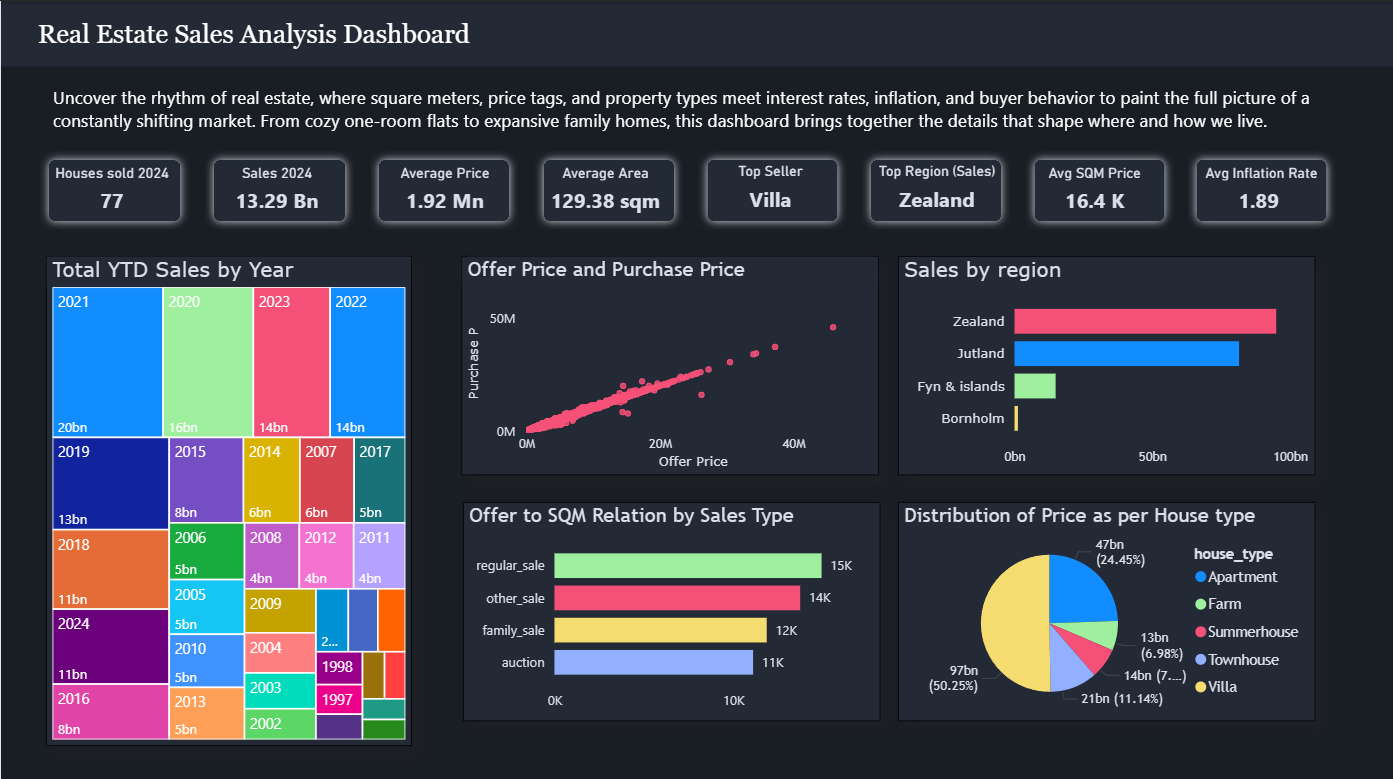 Real Estate Sales Analysis Dashboard
Uncover the rhythm of real estate, where square meters, price tags, and property types meet interest rates, inflation, and buyer behavior to paint the full picture of a
constantly shifting market. From cozy one-room flats to expansive family homes, this dashboard brings together the details that shape where and how we live.
Houses sold 2024
77
Sales 2024
13.29 Bn
Average Price
1.92 Mn
Average Area
129.38 sqm
Top Seller
Villa
Top Region (Sales)
Zealand
Avg SQM Price
16.4 K
Avg Inflation Rate
1.89
Total YTD Sales by Year
2021
20bn
2020
16bn
2023
14bn
2022
14bn
2019
13bn
2018
11bn
2024
11bn
2016
8bn
2015
8bn
2014
6bn
2007
6bn
2017
5bn
2006
5bn
2005
5bn
2010
5bn
2013
5bn
2008
4bn
2012
4bn
2011
4bn
2009
2004
2003
2002
2...
1998
1997
Offer Price and Purchase Price
Purchase P
50M
0M
0M
20M
40M
Offer Price
Sales by region
Zealand
Jutland
Fyn & islands
Bornholm
0bn
50bn
100bn
Offer to SQM Relation by Sales Type
regular_sale
15K
other_sale
14K
family_sale
12K
auction
11K
0K
10K
Distribution of Price as per House type
47bn
(24.45%)
13bn
(6.98%)
14bn (7....)
21bn (11.14%)
97bn
(50.25%)
house_type
Apartment
Farm
Summerhouse
Townhouse
Villa